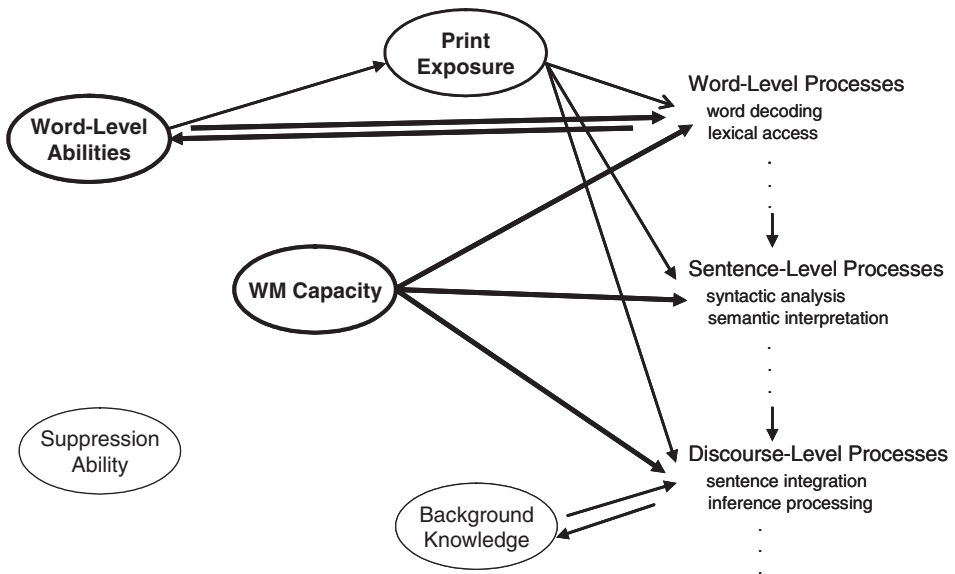 Print
Exposure
Word-Level
Abilities
Word-Level Processes
word decoding
lexical access
WM Capacity
Sentence-Level Processes
syntactic analysis
semantic interpretation
Suppression
Ability
Discourse-Level Processes
sentence integration
inference processing
Background
Knowledge